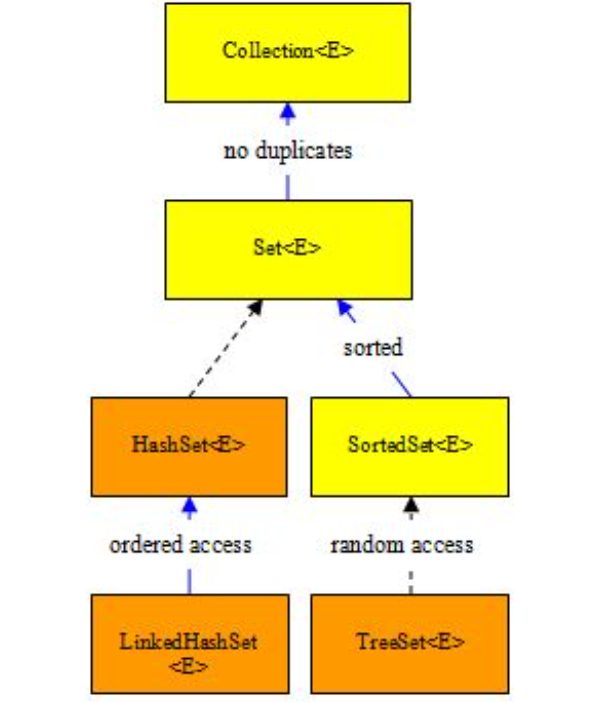 Collection<E>
no duplicates
Set<E>
sorted
HashSet<E>
SortedSet<E>
ordered access
random access
LinkedHashSet
<E>
TreeSet<E>